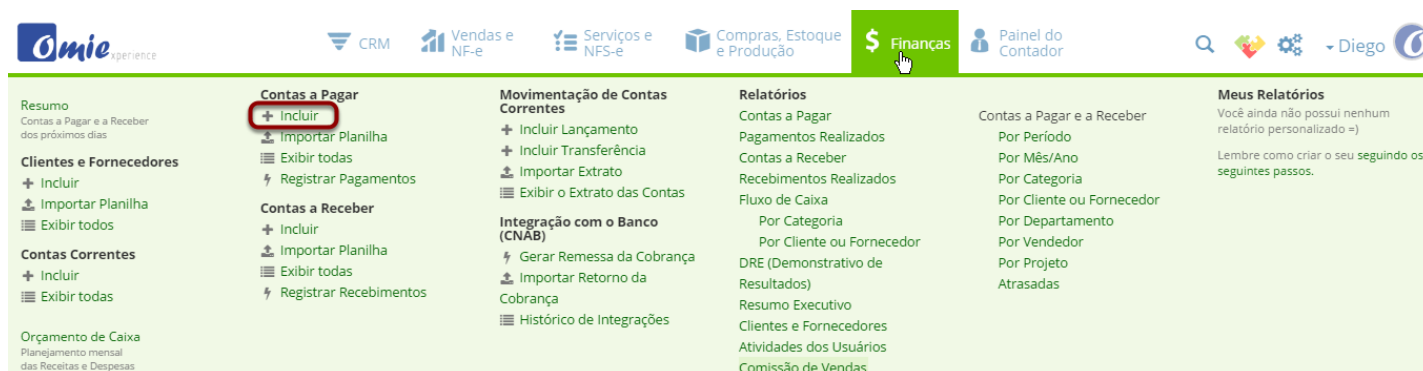 Omie xperience
CRM
Vendas e
NF-e
Serviços e
NFS-e
Compras, Estoque
e Produção
$ Finanças
Painel do
Contador
Diego
Resumo
Contas a Pagar e a Receber
dos próximos dias
Clientes e Fornecedores
Incluir
Importar Planilha
Exibir todos
Contas Correntes
Incluir
Exibir todas
Orçamento de Caixa
Planejamento mensal
das Receitas e Despesas
Contas a Pagar
Incluir
Importar Planilha
Exibir todas
Registrar Pagamentos
Contas a Receber
Incluir
Importar Planilha
Exibir todas
Registrar Recebimentos
Movimentação de Contas
Correntes
Incluir Lançamento
Incluir Transferência
Importar Extrato
Exibir o Extrato das Contas
Integração com o Banco
(CNAB)
Gerar Remessa da Cobrança
Importar Retorno da
Cobrança
Histórico de Integrações
Relatórios
Contas a Pagar
Pagamentos Realizados
Contas a Receber
Recebimentos Realizados
Fluxo de Caixa
Por Categoria
Por Cliente ou Fornecedor
DRE (Demonstrativo de
Resultados)
Resumo Executivo
Clientes e Fornecedores
Atividades dos Usuários
Comissão de Vendas
Contas a Pagar e a Receber
Por Período
Por Mês/Ano
Por Categoria
Por Cliente ou Fornecedor
Por Departamento
Por Vendedor
Por Projeto
Atrasadas
Meus Relatórios
Você ainda não possui nenhum
relatório personalizado =)
Lembre como criar o seu seguindo os
seguintes passos.